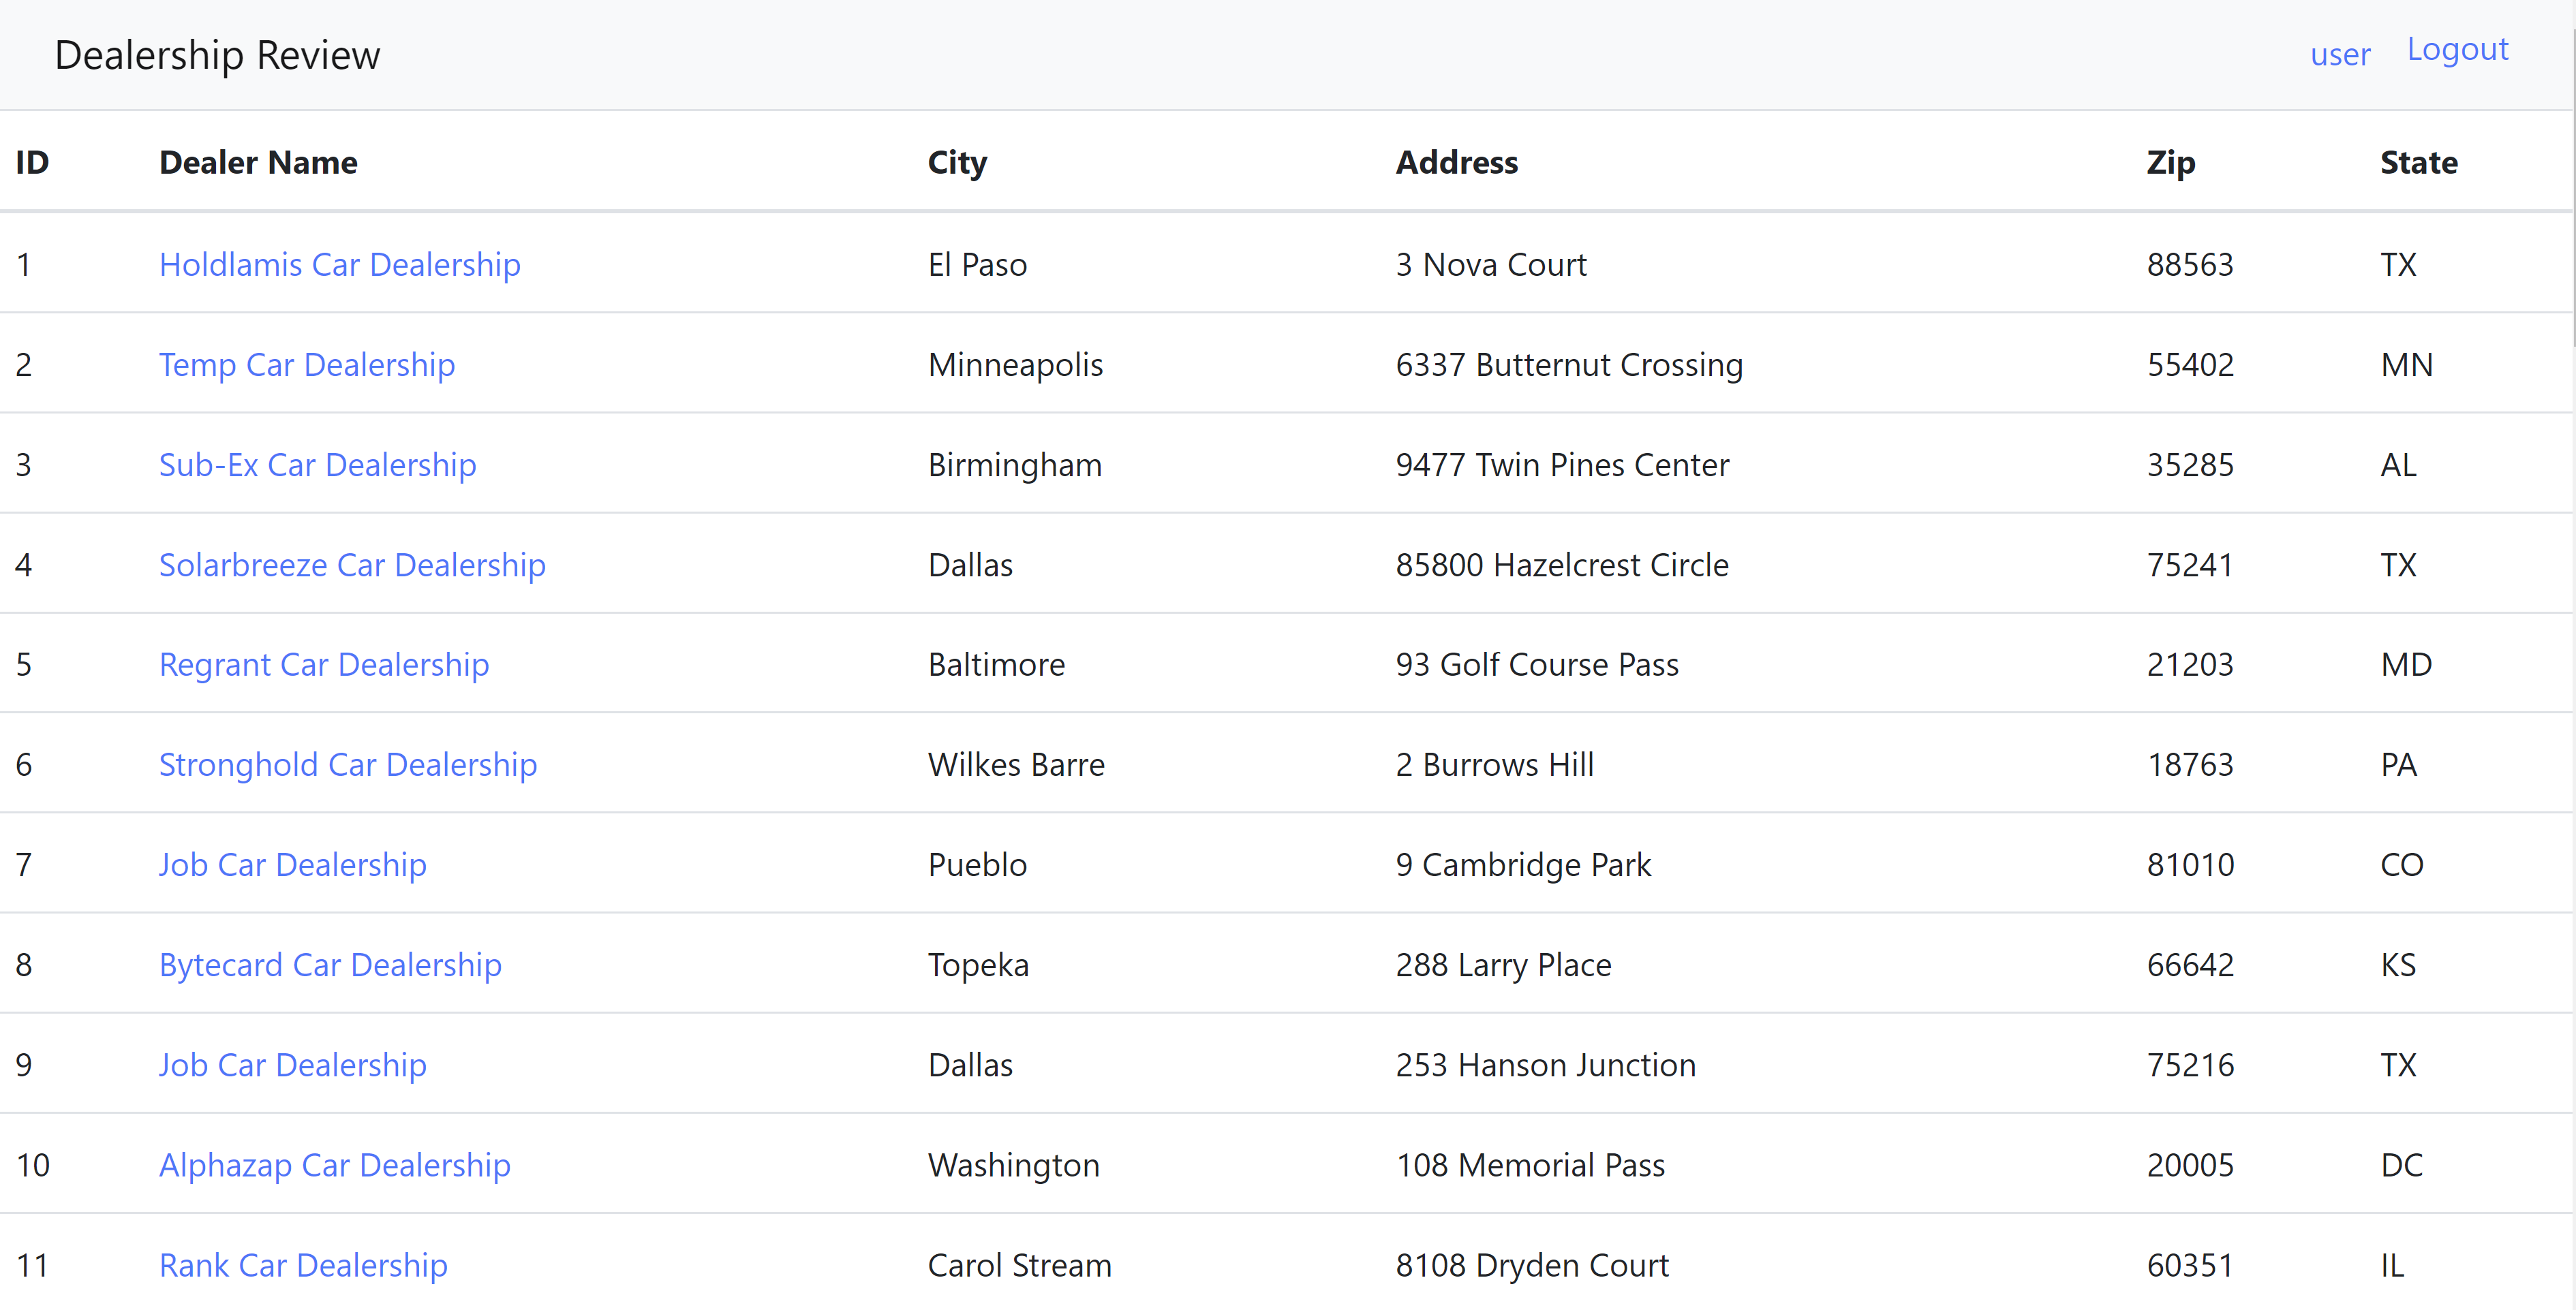 Dealership Review user Logout
ID Dealer Name City Address Zip State
1 Holdlamis Car Dealership El Paso 3 Nova Court 88563 TX
2 Temp Car Dealership Minneapolis 6337 Butternut Crossing 55402 MN
3 Sub-Ex Car Dealership Birmingham 9477 Twin Pines Center 35285 AL
4 Solarbreeze Car Dealership Dallas 85800 Hazelcrest Circle 75241 TX
5 Regrant Car Dealership Baltimore 93 Golf Course Pass 21203 MD
6 Stronghold Car Dealership Wilkes Barre 2 Burrows Hill 18763 PA
7 Job Car Dealership Pueblo 9 Cambridge Park 81010 CO
8 Bytecard Car Dealership Topeka 288 Larry Place 66642 KS
9 Job Car Dealership Dallas 253 Hanson Junction 75216 TX
10 Alphazap Car Dealership Washington 108 Memorial Pass 20005 DC
11 Rank Car Dealership Carol Stream 8108 Dryden Court 60351 IL